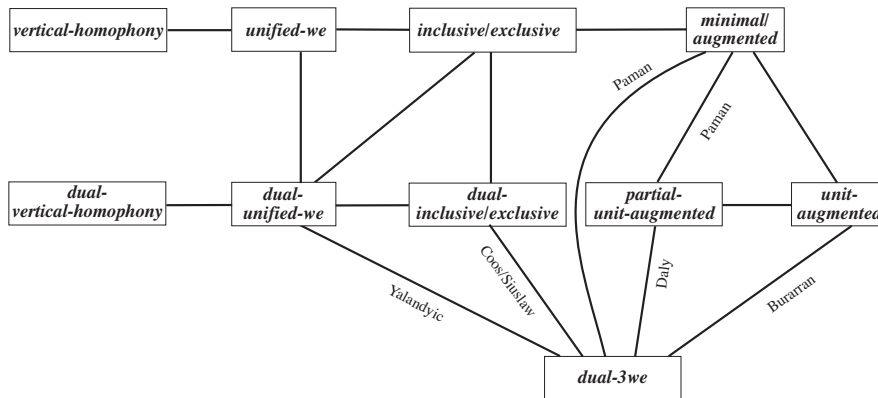 vertical-homophony
unified-we
inclusive/exclusive
minimal/
augmented
Paman
Paman
dual-
vertical-homophony
dual-
unified-we
dual-
inclusive/exclusive
partial-
unit-augmented
unit-
augmented
Yalandyic
Coos/Siuslaw
Daly
Burarran
dual-3we